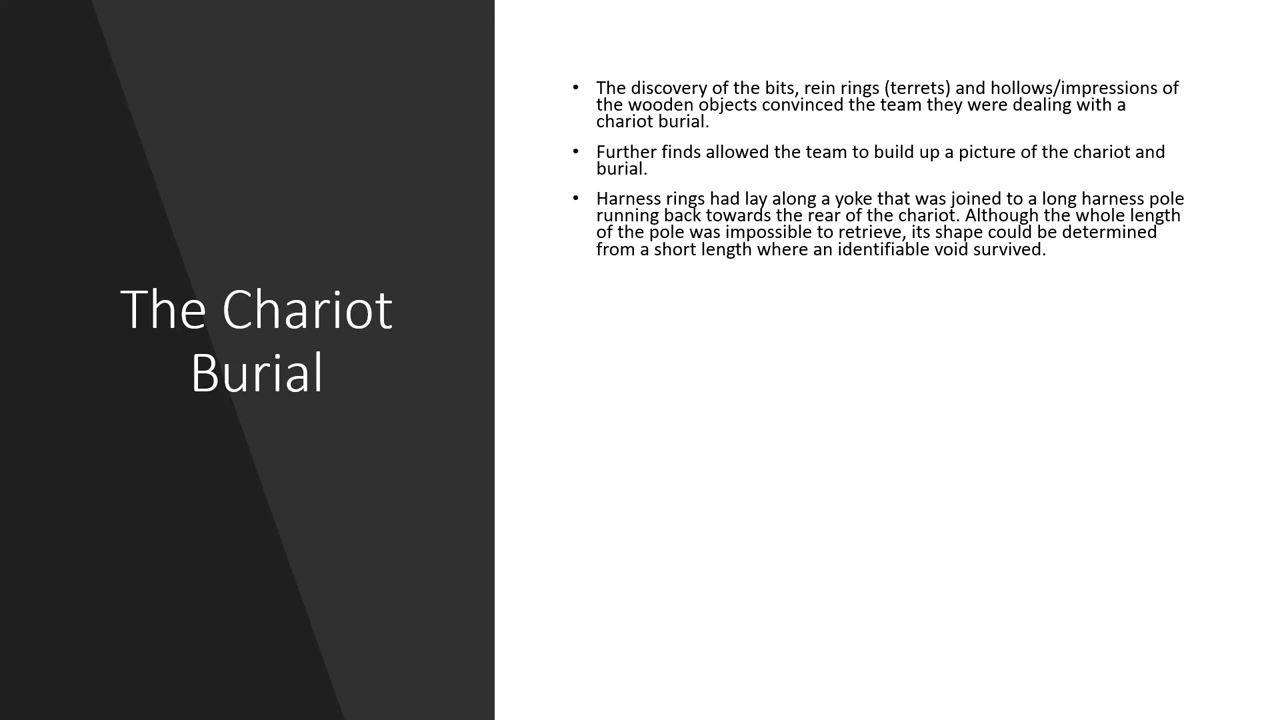 The Chariot
Burial
• The discovery of the bits, rein rings (terrets) and hollows/impressions of
the wooden objects convinced the team they were dealing with a
chariot burial.
• Further finds allowed the team to build up a picture of the chariot and
burial.
• Harness rings had lay along a yoke that was joined to a long harness pole
running back towards the rear of the chariot. Although the whole length
of the pole was impossible to retrieve, its shape could be determined
from a short length where an identifiable void survived.